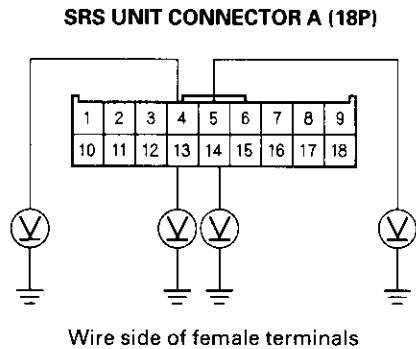 SRS UNIT CONNECTOR A (18P)
1 2 3 4 5 6 7 8 9
10 11 12 13 14 15 16 17 18
V V V V
Wire side of female terminals